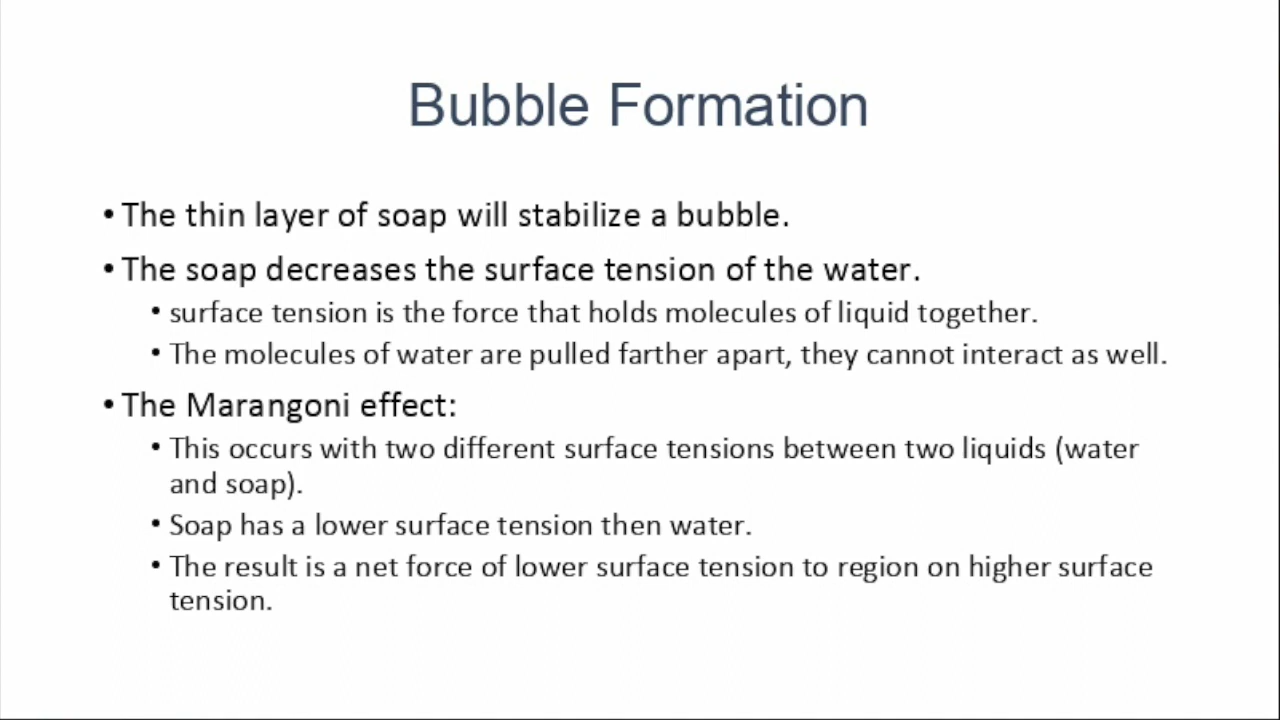 Bubble Formation
• The thin layer of soap will stabilize a bubble.
• The soap decreases the surface tension of the water.
• surface tension is the force that holds molecules of liquid together.
• The molecules of water are pulled farther apart, they cannot interact as well.
• The Marangoni effect:
• This occurs with two different surface tensions between two liquids (water
and soap).
• Soap has a lower surface tension then water.
• The result is a net force of lower surface tension to region on higher surface
tension.